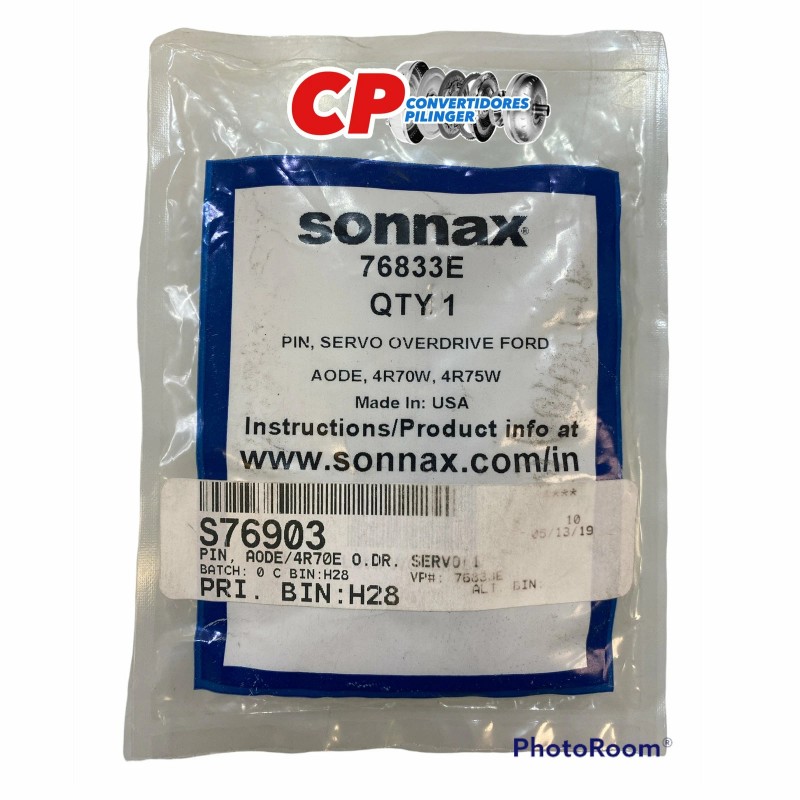 CP CONVERTIDORES
PILINGER
sonnax®
76833E
QTY 1
PIN, SERVO OVERDRIVE FORD
AODE, 4R70W, 4R75W
Made In: USA
Instructions/Product info at
www.sonnax.com/in
****
S76903
10
05/13/19
PIN, AODE/4R70E O.DR. SERVO
BATCH: 0 C BIN:H28
VP#: 76833E
PRI. BIN:H28
ALT BIN:
PhotoRoom®